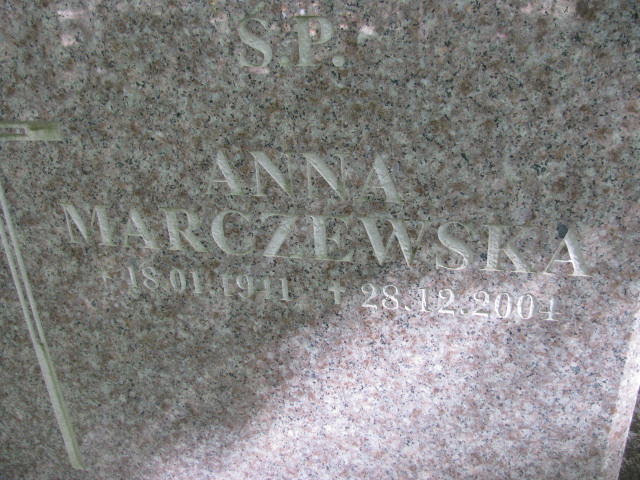 Ś.P.
ANNA
MARCZEWSKA
* 18.01.1911 + 28.12.2004